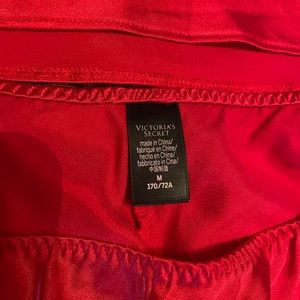 VICTORIA'S
SECRET
made in China/
fabriqué en Chine/
hecho en China/
fabbricato in Cina/
中国制造
M
170/72A